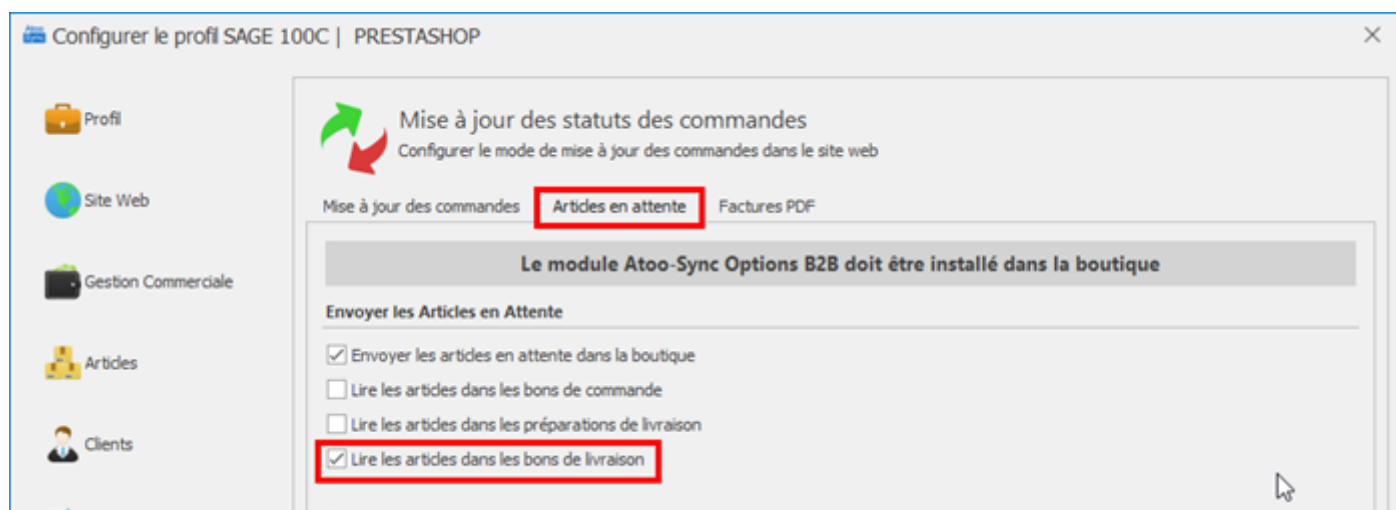 Atoo Sync
Configurer le profil SAGE 100C | PRESTASHOP
Profil
Site Web
Gestion Commerciale
Articles
Clients
Mise à jour des statuts des commandes
Configurer le mode de mise à jour des commandes dans le site web
Mise à jour des commandes Articles en attente Factures PDF
Le module Atoo-Sync Options B2B doit être installé dans la boutique
Envoyer les Articles en Attente
Envoyer les articles en attente dans la boutique
Lire les articles dans les bons de commande
Lire les articles dans les préparations de livraison
Lire les articles dans les bons de livraison